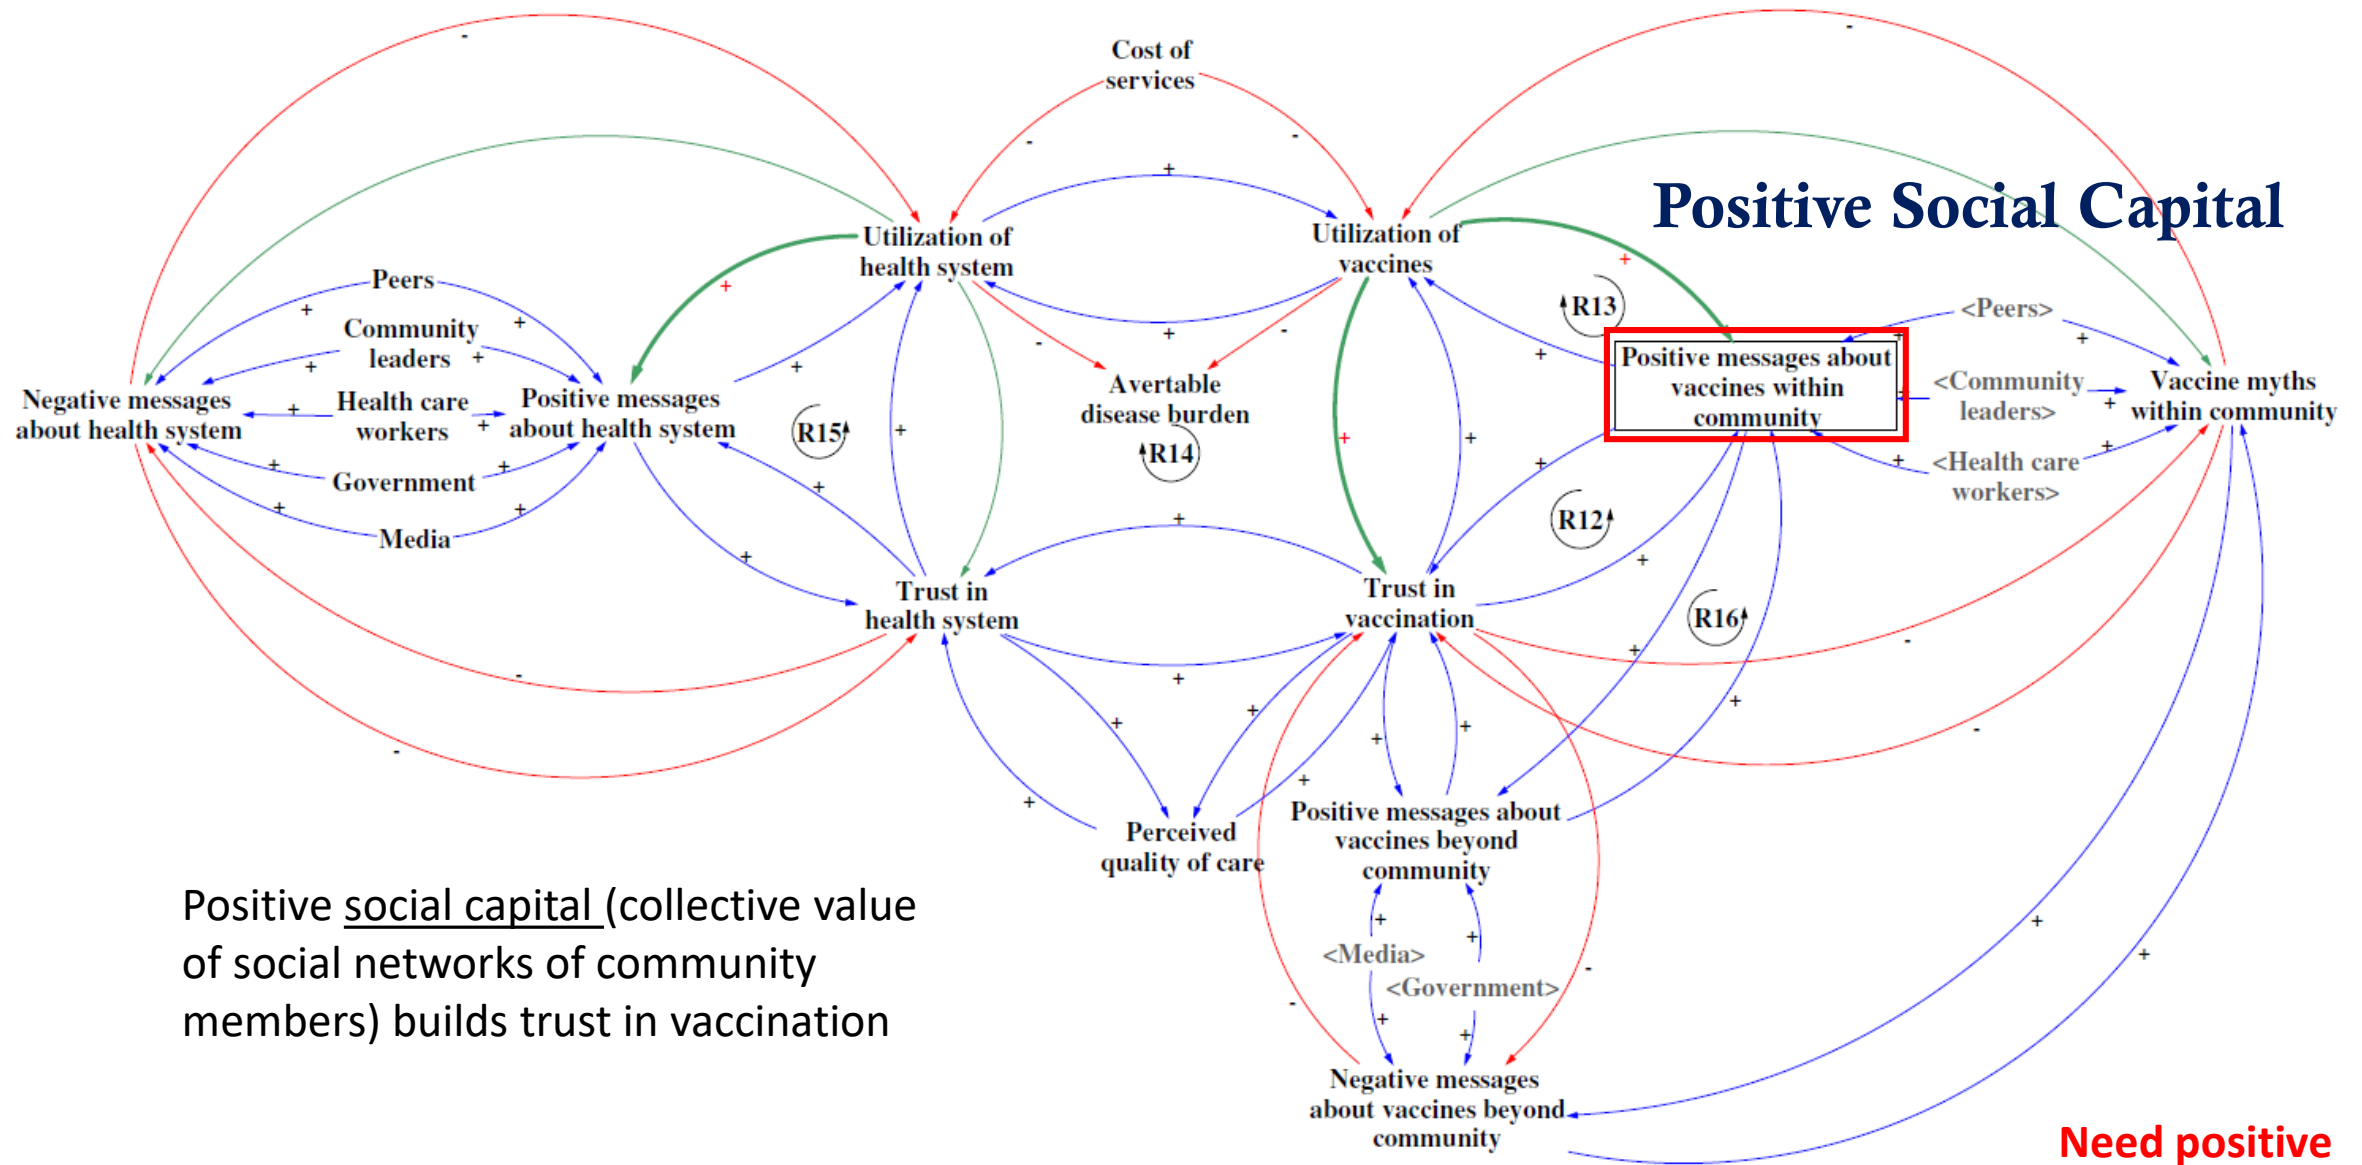 Cost of
services
Positive Social Capital
Utilization of
health system
Utilization of
vaccines
Peers
Community
leaders
Health care
workers
Government
Media
Negative messages
about health system
Positive messages
about health system
R15
Avertable
disease burden
R14
R13
Positive messages about
vaccines within
community
<Peers>
<Community
leaders>
<Health care
workers>
Vaccine myths
within community
R12
R16
Trust in
health system
Trust in
vaccination
Perceived
quality of care
Positive messages about
vaccines beyond
community
<Media>
<Government>
Negative messages
about vaccines beyond
community
Positive social capital (collective value
of social networks of community
members) builds trust in vaccination
Need positive